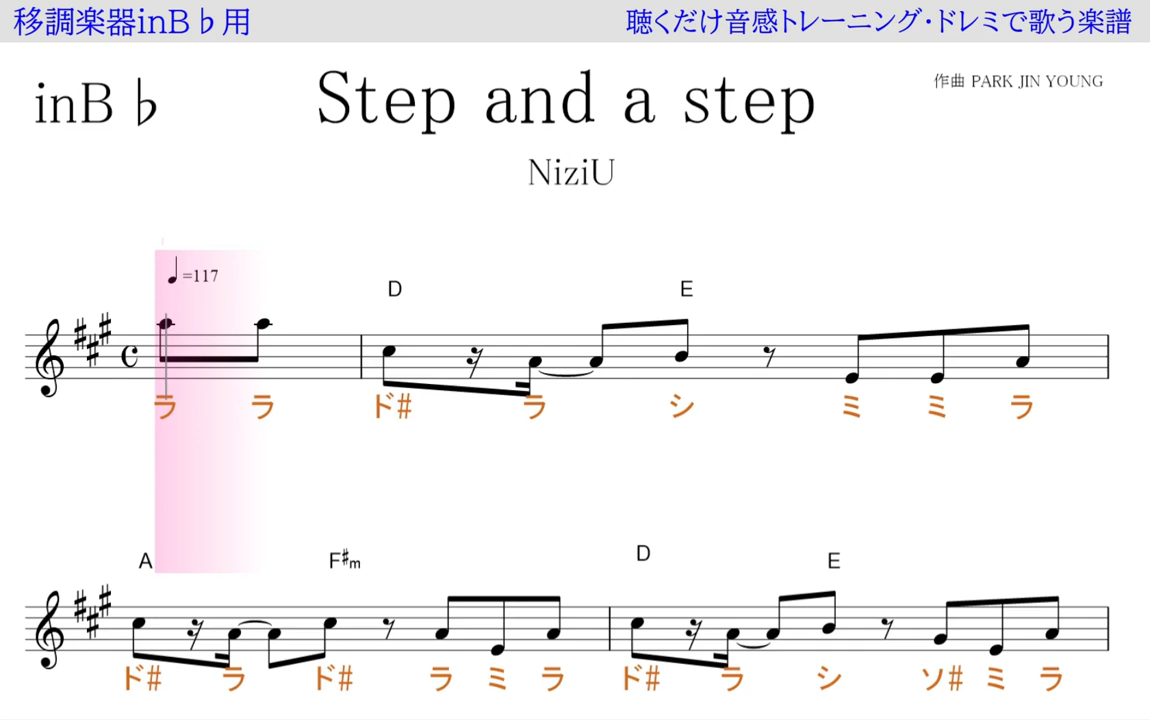 移調楽器inB♭用
聴くだけ音感トレーニング・ドレミで歌う楽譜
inB♭
Step and a step
作曲 PARK JIN YOUNG
NiziU
♩=117
D E
ラ ラ ド# ラ シ ミ ミ ラ
A F#m D E
ド# ラ ド# ラ ミ ラ ド# ラ シ ソ# ミ ラ